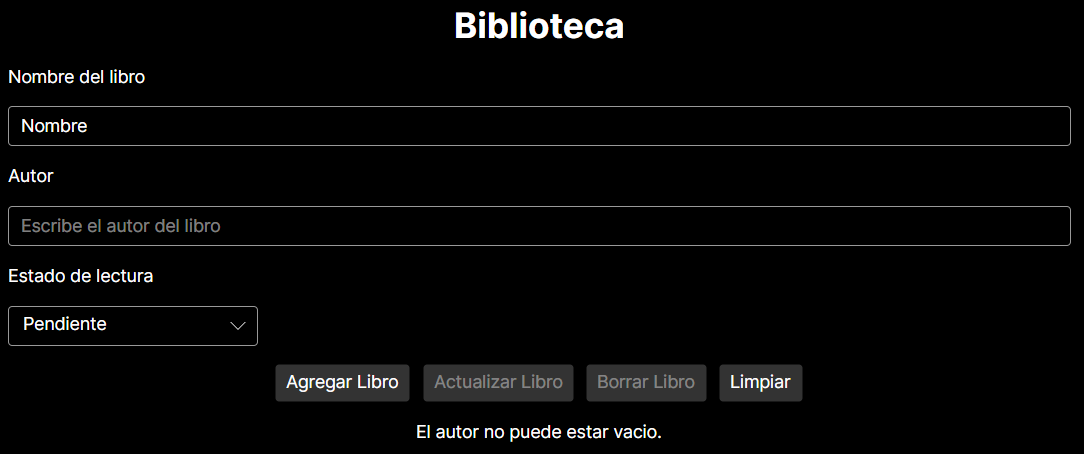 Biblioteca
Nombre del libro
Nombre
Autor
Escribe el autor del libro
Estado de lectura
Pendiente
Agregar Libro Actualizar Libro Borrar Libro Limpiar
El autor no puede estar vacio.